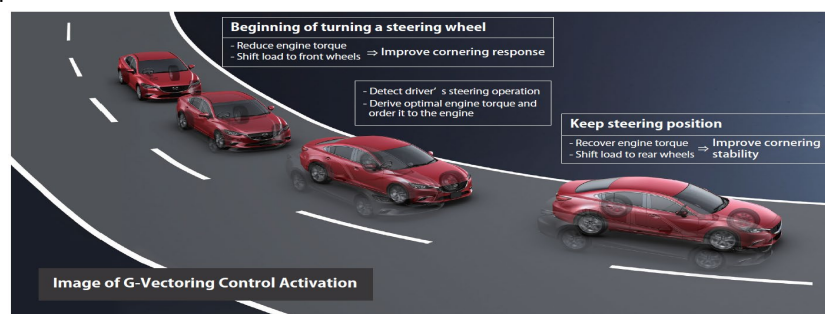 Beginning of turning a steering wheel
- Reduce engine torque
- Shift load to front wheels
⇒ Improve cornering response
- Detect driver's steering operation
- Derive optimal engine torque and
order it to the engine
Keep steering position
- Recover engine torque
- Shift load to rear wheels
⇒ Improve cornering
stability
Image of G-Vectoring Control Activation